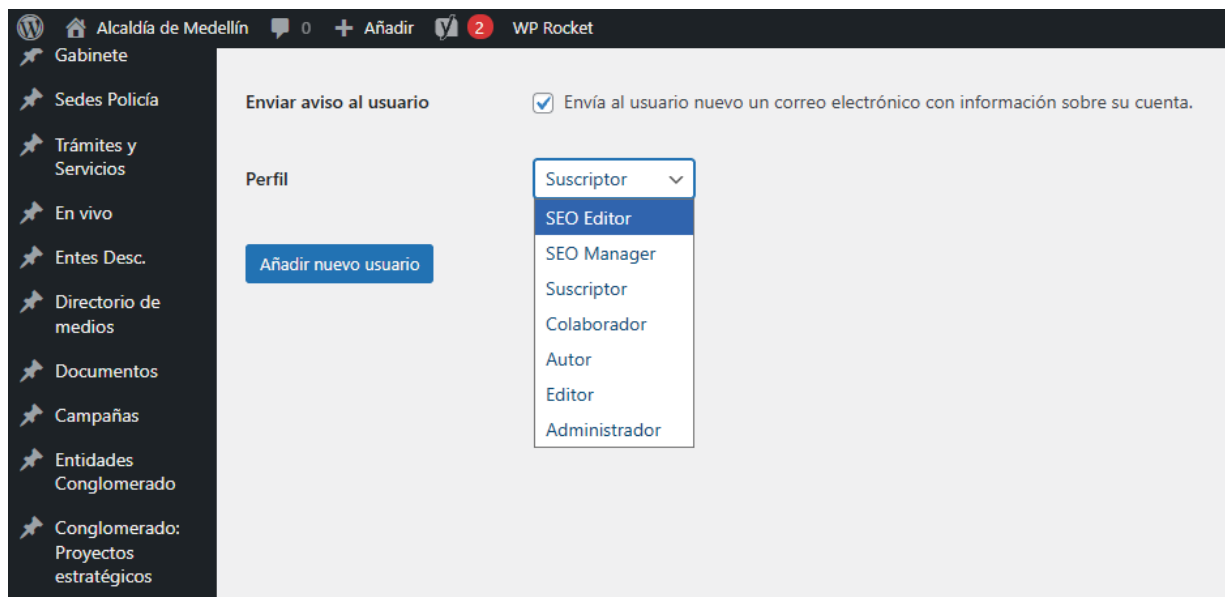 Alcaldía de Medellín 0 + Añadir 2 WP Rocket
Gabinete
Sedes Policía
Trámites y
Servicios
En vivo
Entes Desc.
Directorio de
medios
Documentos
Campañas
Entidades
Conglomerado
Conglomerado:
Proyectos
estratégicos
Enviar aviso al usuario Envía al usuario nuevo un correo electrónico con información sobre su cuenta.
Perfil Suscriptor
SEO Editor
SEO Manager
Suscriptor
Colaborador
Autor
Editor
Administrador
Añadir nuevo usuario